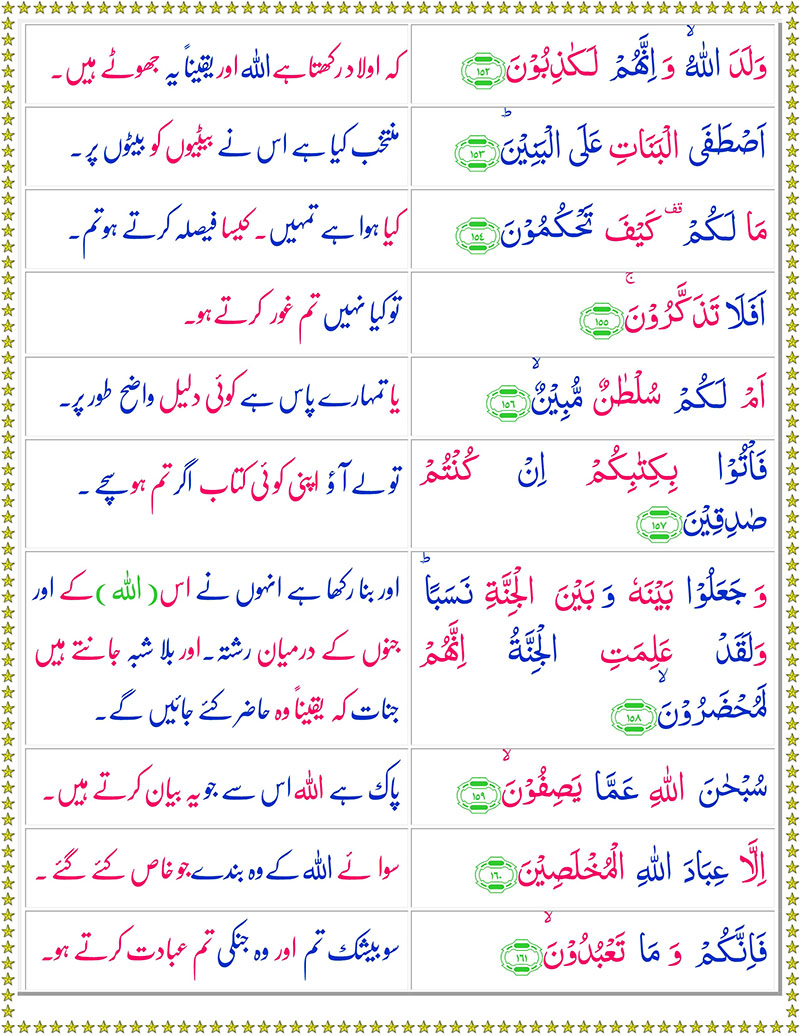 وَلَدَ اللّٰهُ ۙ وَ اِنَّهُمْ لَكٰذِبُوْنَ ﴿۱۵۲﴾
کہ اولاد رکھتا ہے اللہ اور یقیناً یہ جھوٹے ہیں۔
اَصْطَفَى الْبَنَاتِ عَلَى الْبَنِيْنَ ؕ ﴿۱۵۳﴾
منتخب کیا ہے اس نے بیٹیوں کو بیٹوں پر۔
مَا لَكُمْ ۫ كَيْفَ تَحْكُمُوْنَ ﴿۱۵۴﴾
کیا ہوا ہے تمہیں۔ کیسا فیصلہ کرتے ہو تم۔
اَفَلَا تَذَكَّرُوْنَ ۚ ﴿۱۵۵﴾
تو کیا نہیں تم غور کرتے ہو۔
اَمْ لَكُمْ سُلْطٰنٌ مُّبِيْنٌ ۙ ﴿۱۵۶﴾
یا تمہارے پاس ہے کوئی دلیل واضح طور پر۔
فَاْتُوْا بِكِتٰبِكُمْ اِنْ كُنْتُمْ
صٰدِقِيْنَ ﴿۱۵۷﴾
تو لے آؤ اپنی کوئی کتاب اگر تم ہو سچے۔
وَ جَعَلُوْا بَيْنَهٗ وَ بَيْنَ الْجِنَّةِ نَسَبًا ؕ
وَلَقَدْ عَلِمَتِ الْجِنَّةُ اِنَّهُمْ
لَمُحْضَرُوْنَ ۙ ﴿۱۵۸﴾
اور بنا رکھا ہے انہوں نے اس (اللہ) کے اور
جنوں کے درمیان رشتہ۔ اور بلا شبہ جانتے ہیں
جنات کہ یقیناً وہ حاضر کئے جائیں گے۔
سُبْحٰنَ اللّٰهِ عَمَّا يَصِفُوْنَ ۙ ﴿۱۵۹﴾
پاک ہے اللہ اس سے جو یہ بیان کرتے ہیں۔
اِلَّا عِبَادَ اللّٰهِ الْمُخْلَصِيْنَ ﴿۱۶۰﴾
سوائے اللہ کے وہ بندے جو خاص کئے گئے۔
فَاِنَّكُمْ وَ مَا تَعْبُدُوْنَ ۙ ﴿۱۶۱﴾
سو بیشک تم اور وہ جنکی تم عبادت کرتے ہو۔